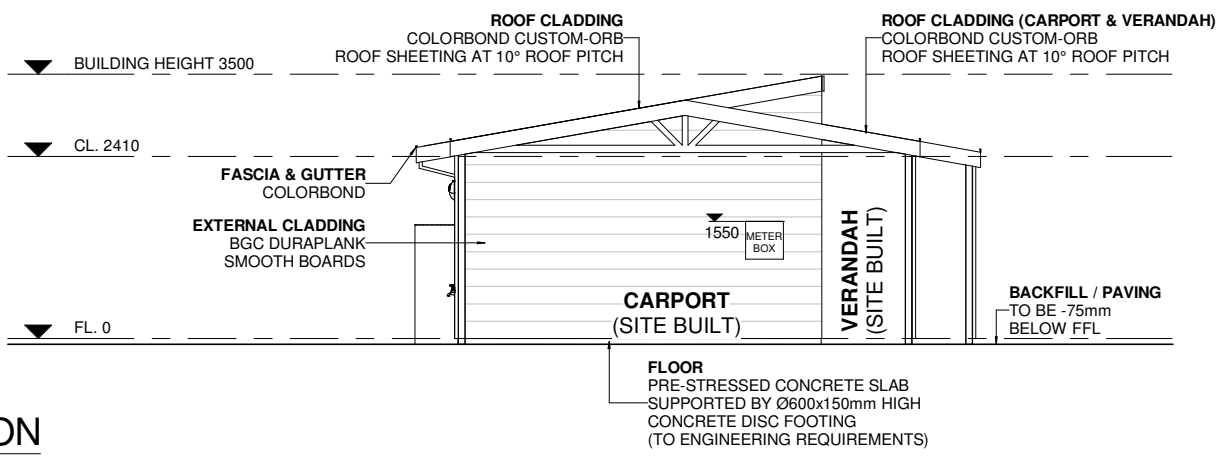 ROOF CLADDING
COLORBOND CUSTOM-ORB
ROOF SHEETING AT 10° ROOF PITCH
ROOF CLADDING (CARPORT & VERANDAH)
COLORBOND CUSTOM-ORB
ROOF SHEETING AT 10° ROOF PITCH
BUILDING HEIGHT 3500
CL. 2410
FASCIA & GUTTER
COLORBOND
EXTERNAL CLADDING
BGC DURAPLANK
SMOOTH BOARDS
1550
METER
BOX
VERANDAH
(SITE BUILT)
CARPORT
(SITE BUILT)
BACKFILL / PAVING
TO BE -75mm
BELOW FFL
FL. 0
FLOOR
PRE-STRESSED CONCRETE SLAB
SUPPORTED BY Ø600x150mm HIGH
CONCRETE DISC FOOTING
(TO ENGINEERING REQUIREMENTS)
ON